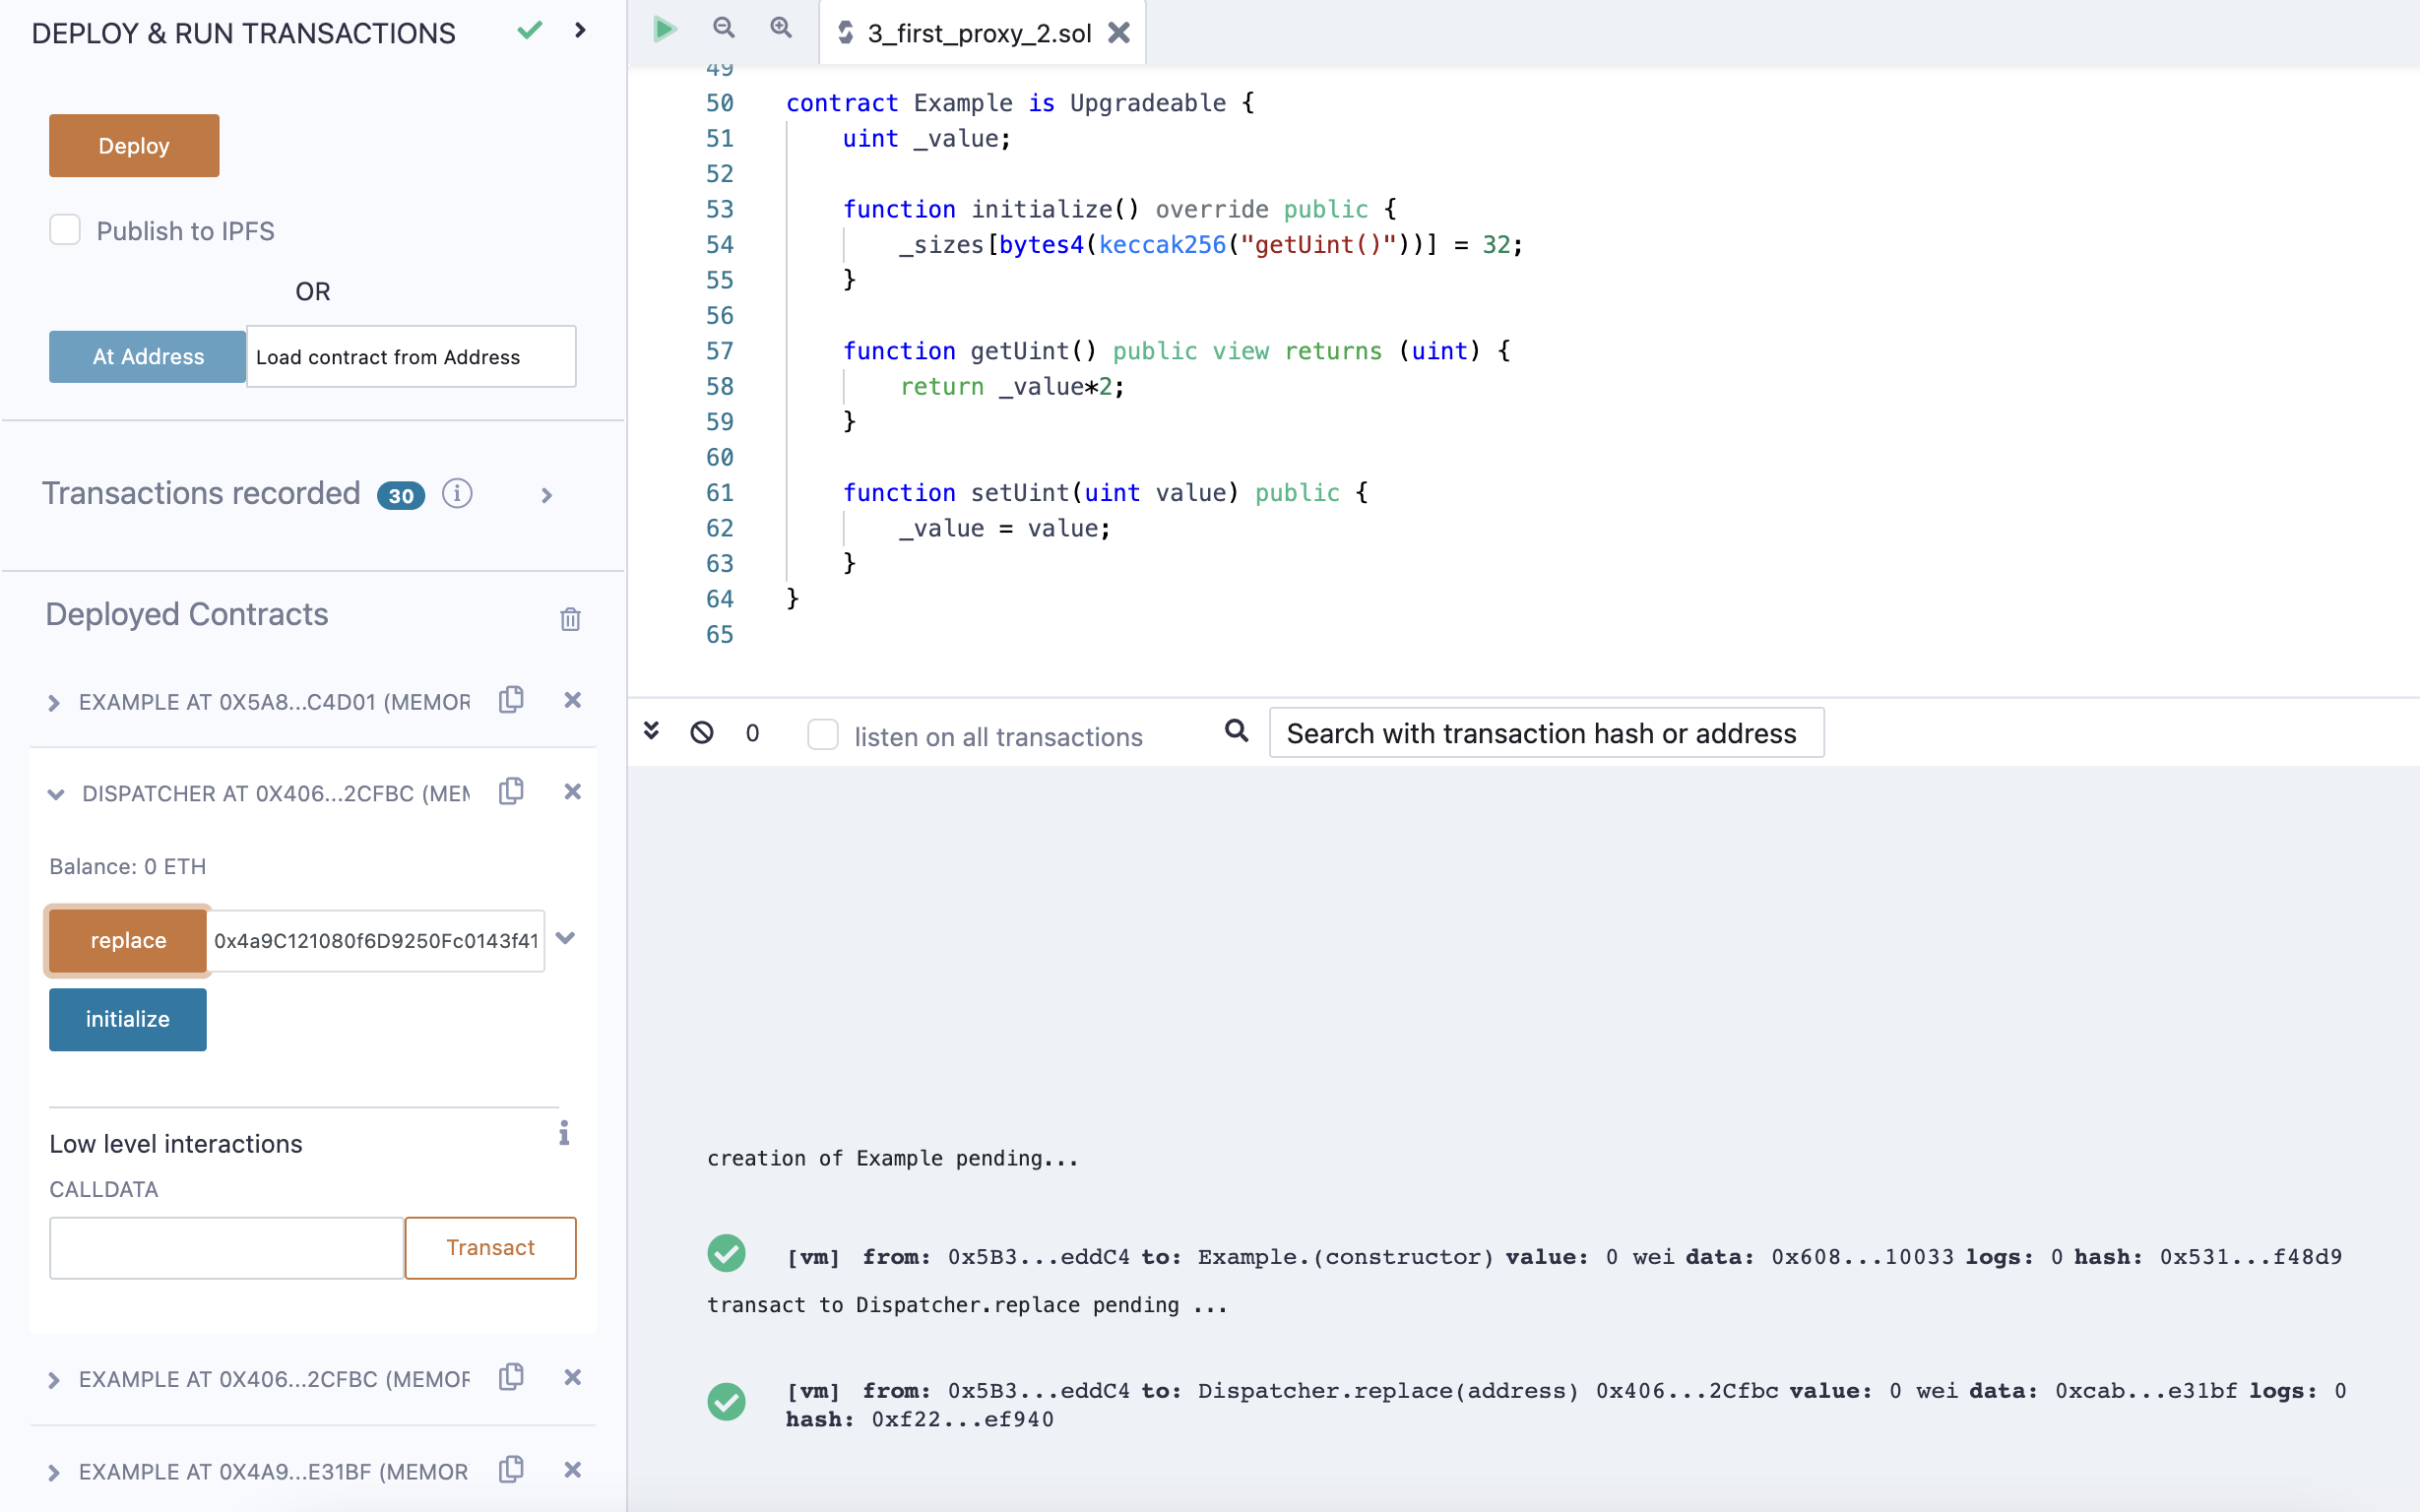 DEPLOY & RUN TRANSACTIONS
Deploy
Publish to IPFS
OR
At Address
Load contract from Address
Transactions recorded 30
Deployed Contracts
EXAMPLE AT 0X5A8...C4D01 (MEMOR
DISPATCHER AT 0X406...2CFBC (MEM
Balance: 0 ETH
replace
0x4a9C121080f6D9250Fc0143f41
initialize
Low level interactions
CALLDATA
Transact
EXAMPLE AT 0X406...2CFBC (MEMOR
EXAMPLE AT 0X4A9...E31BF (MEMOR
3_first_proxy_2.sol
49
50 contract Example is Upgradeable {
51 uint _value;
52
53 function initialize() override public {
54 _sizes[bytes4(keccak256("getUint()"))] = 32;
55 }
56
57 function getUint() public view returns (uint) {
58 return _value*2;
59 }
60
61 function setUint(uint value) public {
62 _value = value;
63 }
64 }
65
0
listen on all transactions
Search with transaction hash or address
creation of Example pending...
[vm] from: 0x5B3...eddC4 to: Example.(constructor) value: 0 wei data: 0x608...10033 logs: 0 hash: 0x531...f48d9
transact to Dispatcher.replace pending ...
[vm] from: 0x5B3...eddC4 to: Dispatcher.replace(address) 0x406...2Cfbc value: 0 wei data: 0xcab...e31bf logs: 0
hash: 0xf22...ef940